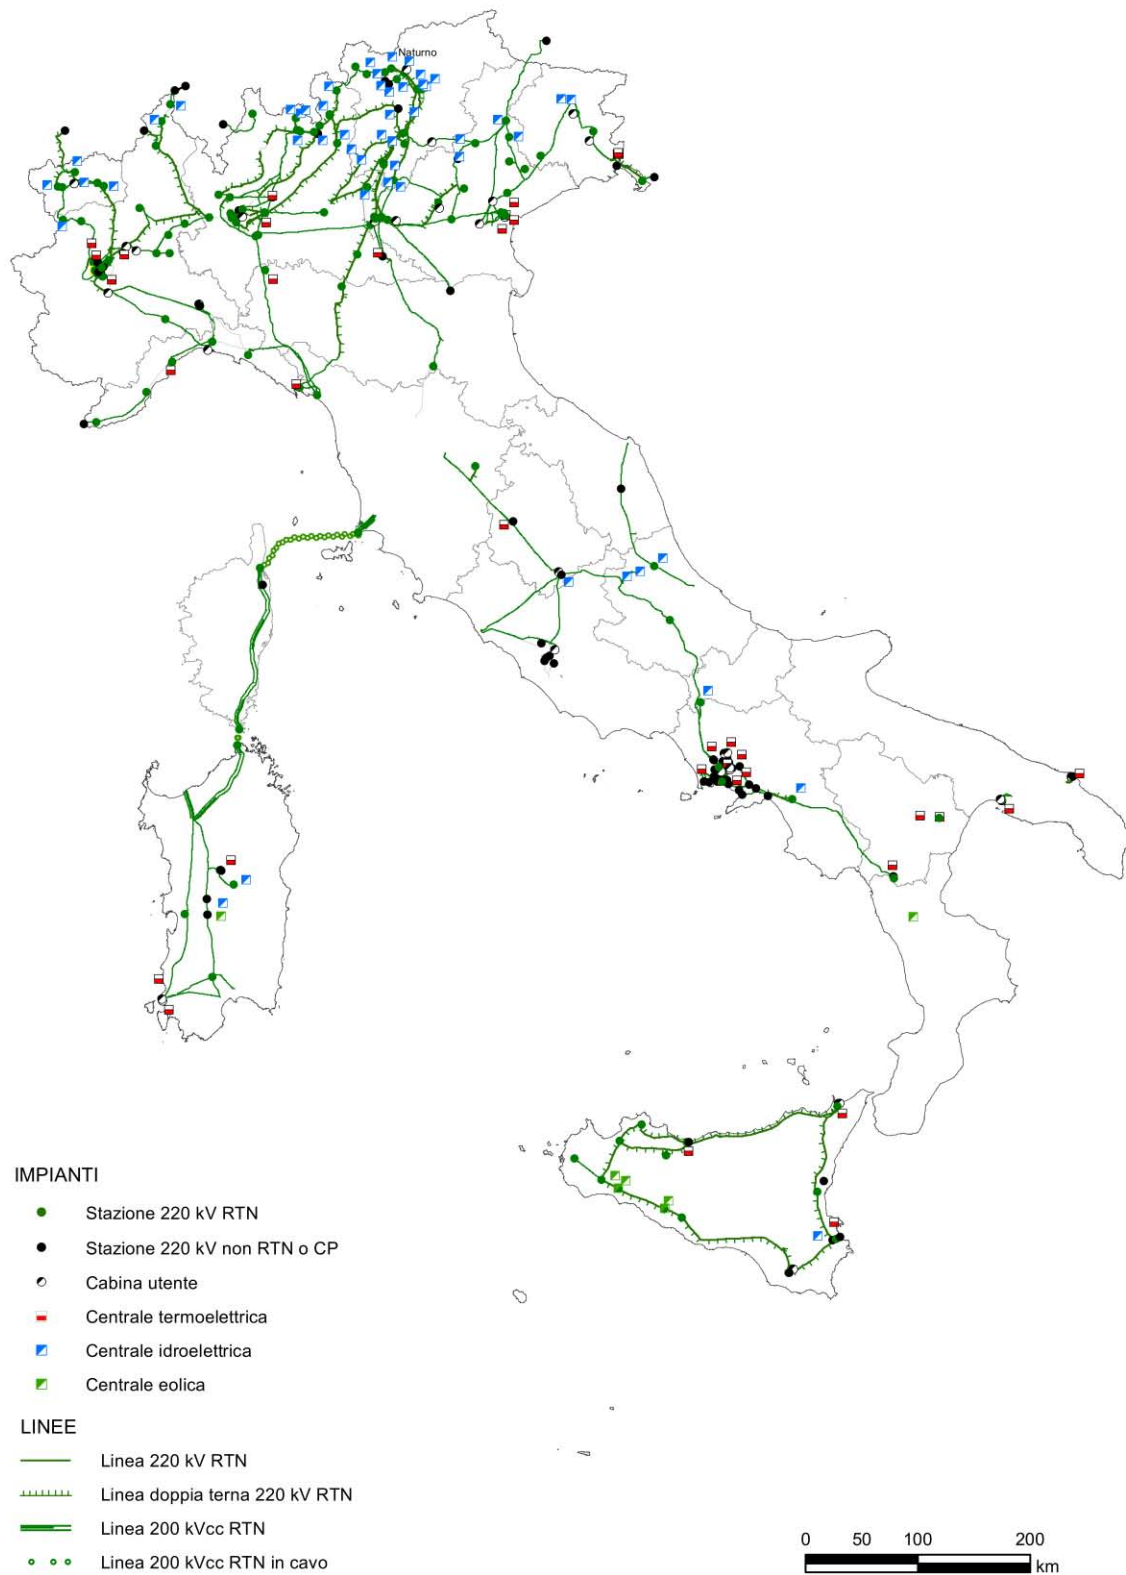 Naturno
IMPIANTI
Stazione 220 kV RTN
Stazione 220 kV non RTN o CP
Cabina utente
Centrale termoelettrica
Centrale idroelettrica
Centrale eolica
LINEE
Linea 220 kV RTN
Linea doppia terna 220 kV RTN
Linea 200 kVcc RTN
Linea 200 kVcc RTN in cavo
0 50 100 200
km